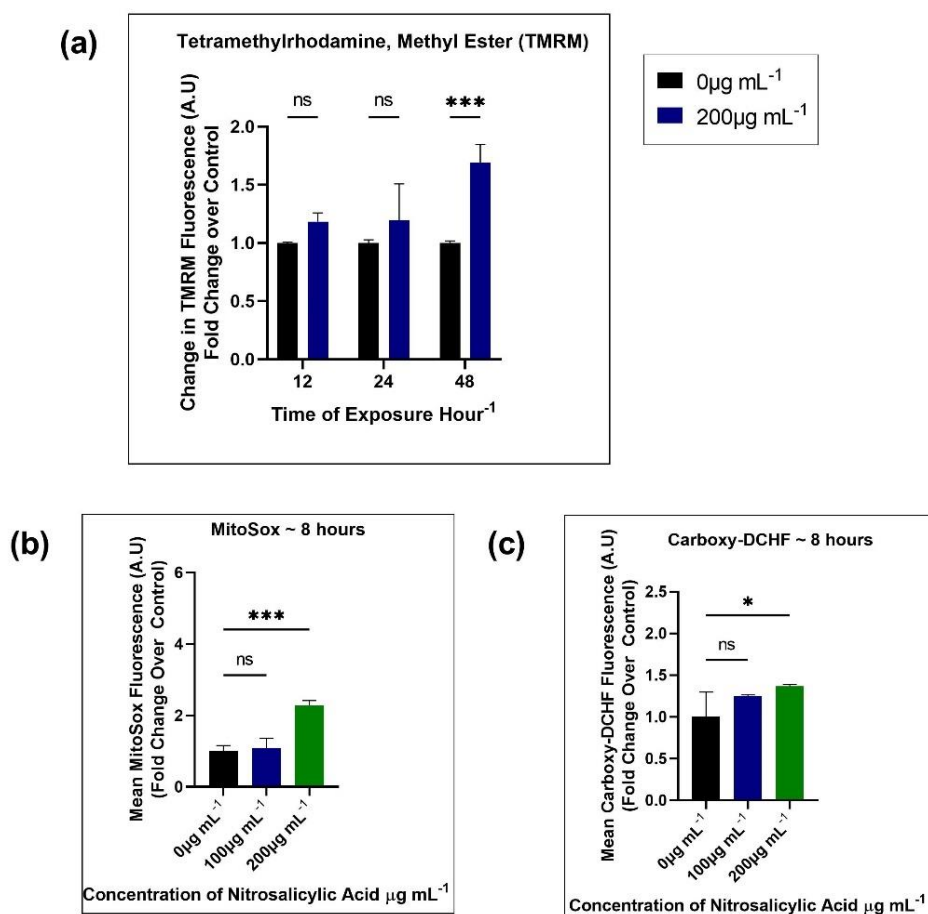 (a)
Tetramethylrhodamine, Methyl Ester (TMRM)
0µg mL⁻¹
200µg mL⁻¹
Change in TMRM Fluorescence (A.U)
Fold Change over Control
ns
ns
***
2.0
1.5
1.0
0.5
0.0
12
24
48
Time of Exposure Hour⁻¹
(b)
MitoSox ~ 8 hours
Mean MitoSox Fluorescence (A.U)
(Fold Change Over Control)
6
4
2
0
***
ns
0µg mL⁻¹
100µg mL⁻¹
200µg mL⁻¹
Concentration of Nitrosalicylic Acid µg mL⁻¹
(c)
Carboxy-DCHF ~ 8 hours
Mean Carboxy-DCHF Fluorescence (A.U)
(Fold Change Over Control)
2.5
2.0
1.5
1.0
0.5
0.0
*
ns
0µg mL⁻¹
100µg mL⁻¹
200µg mL⁻¹
Concentration of Nitrosalicylic Acid µg mL⁻¹